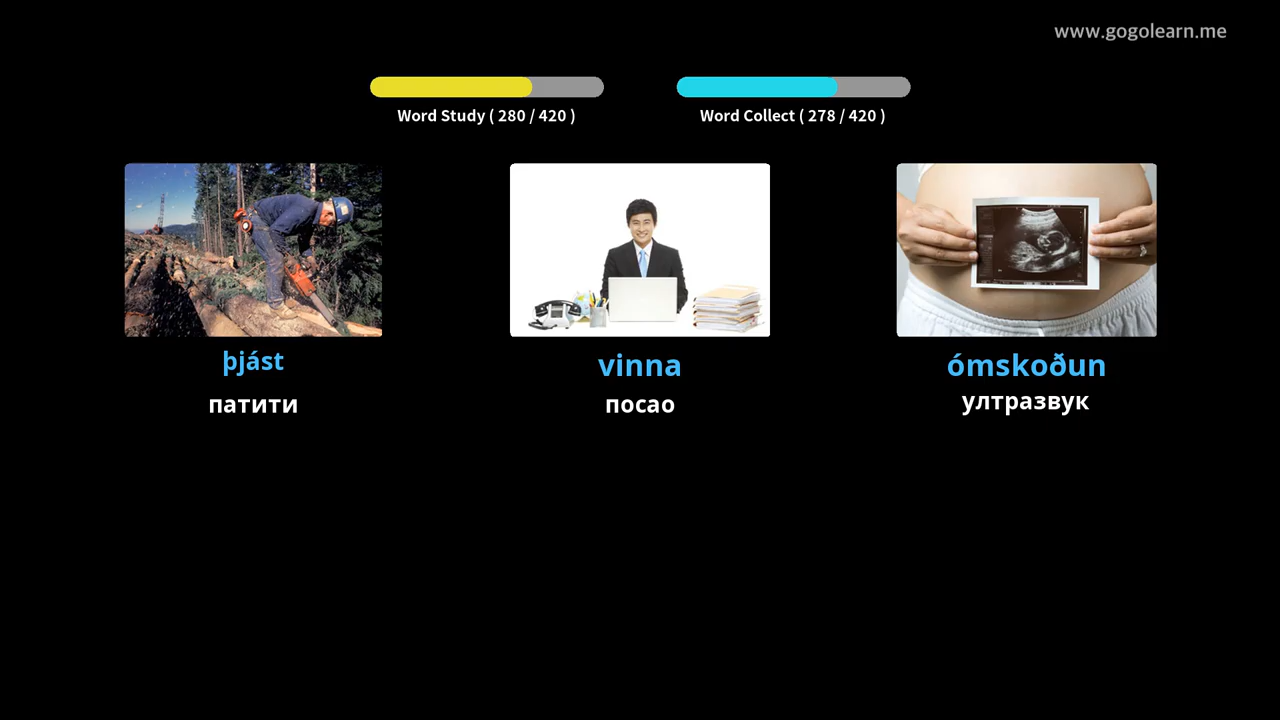 www.gogolearn.me
Word Study ( 280 / 420 )
Word Collect ( 278 / 420 )
þjást
vinna
ómskoðun
патити
посао
ултразвук